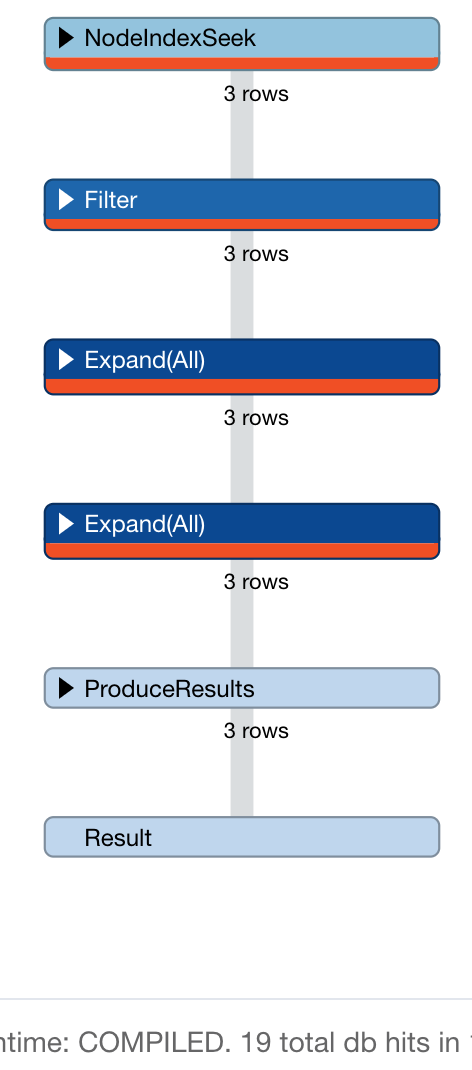 NodeIndexSeek
3 rows
Filter
3 rows
Expand(All)
3 rows
Expand(All)
3 rows
ProduceResults
3 rows
Result
COMPILED. 19 total db hits in